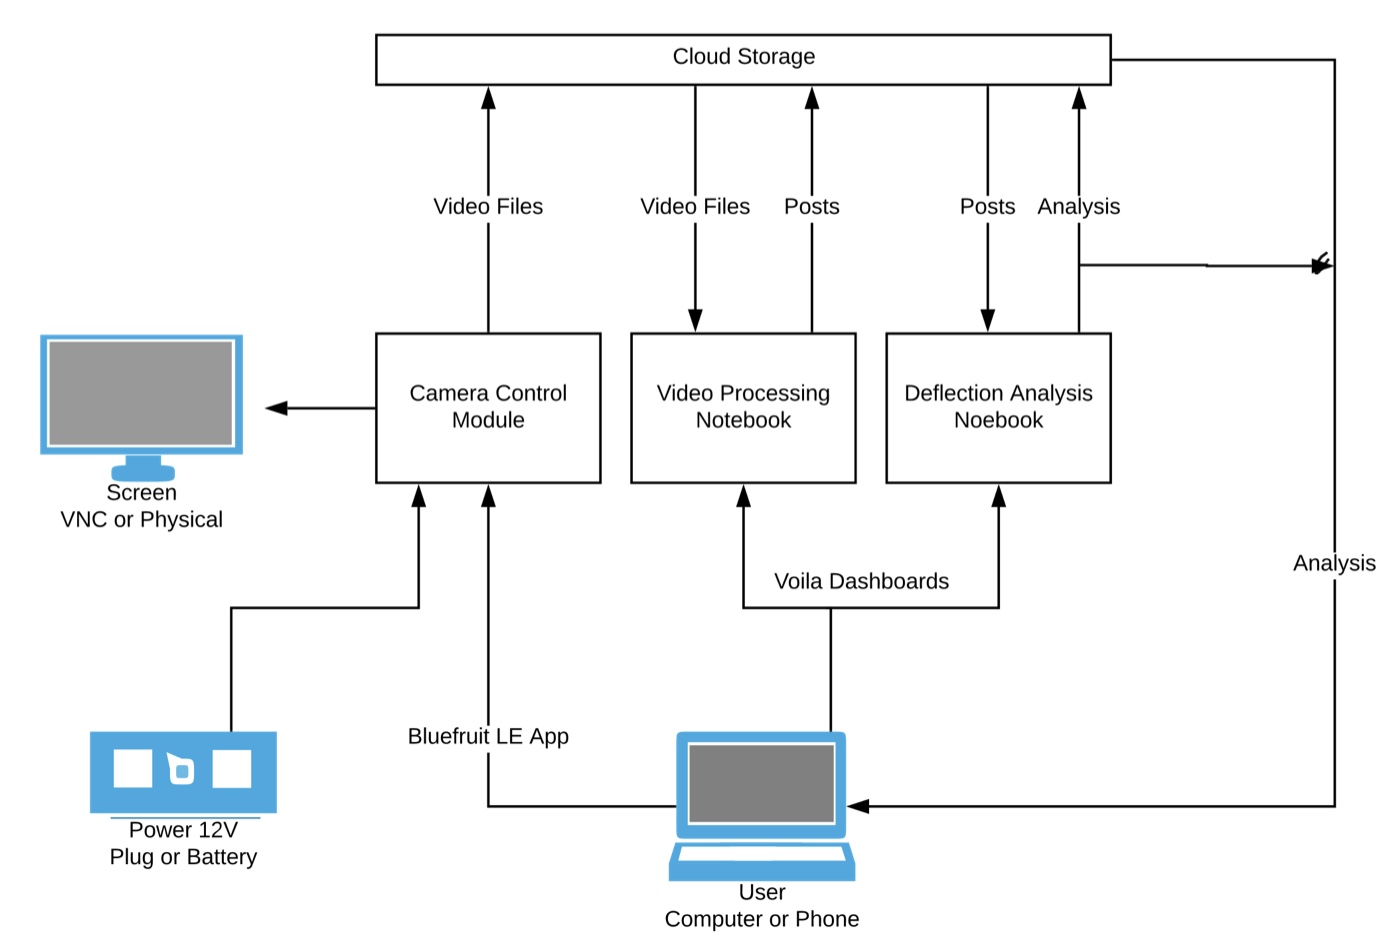 Cloud Storage
Video Files
Video Files
Posts
Posts
Analysis
Camera Control
Module
Video Processing
Notebook
Deflection Analysis
Noebook
Screen
VNC or Physical
Analysis
Voila Dashboards
Bluefruit LE App
Power 12V
Plug or Battery
User
Computer or Phone